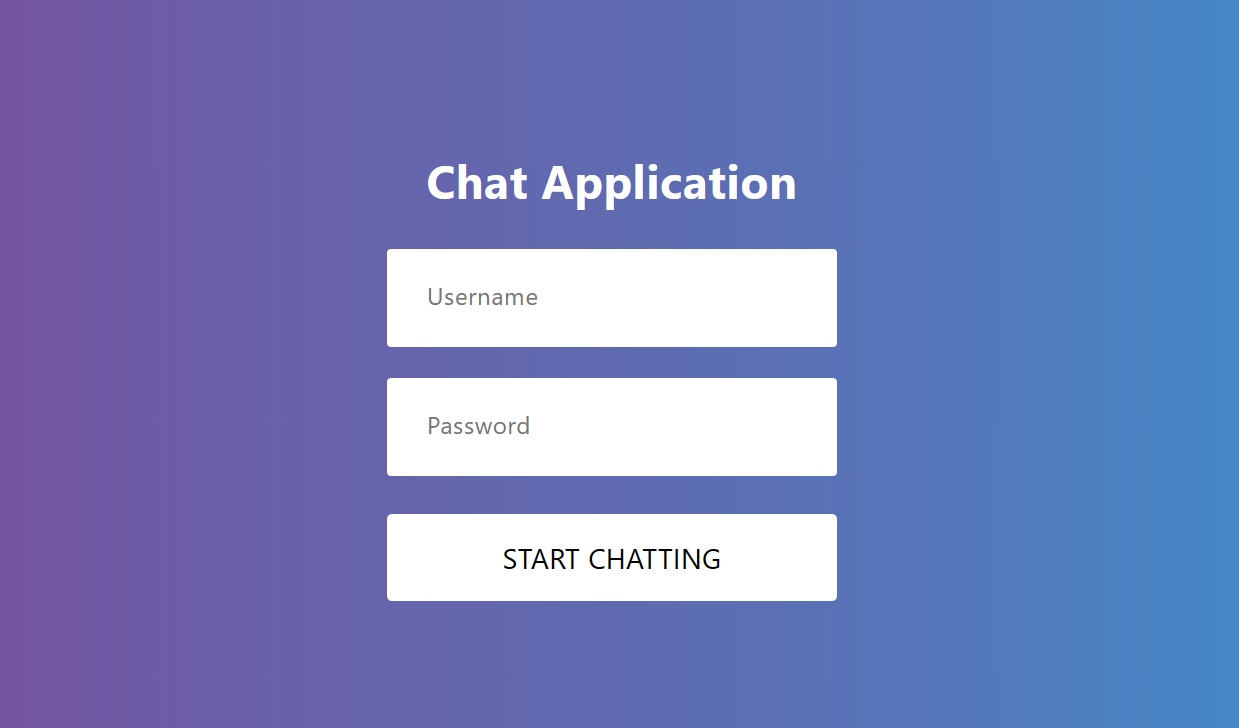 Chat Application
Username
Password
START CHATTING